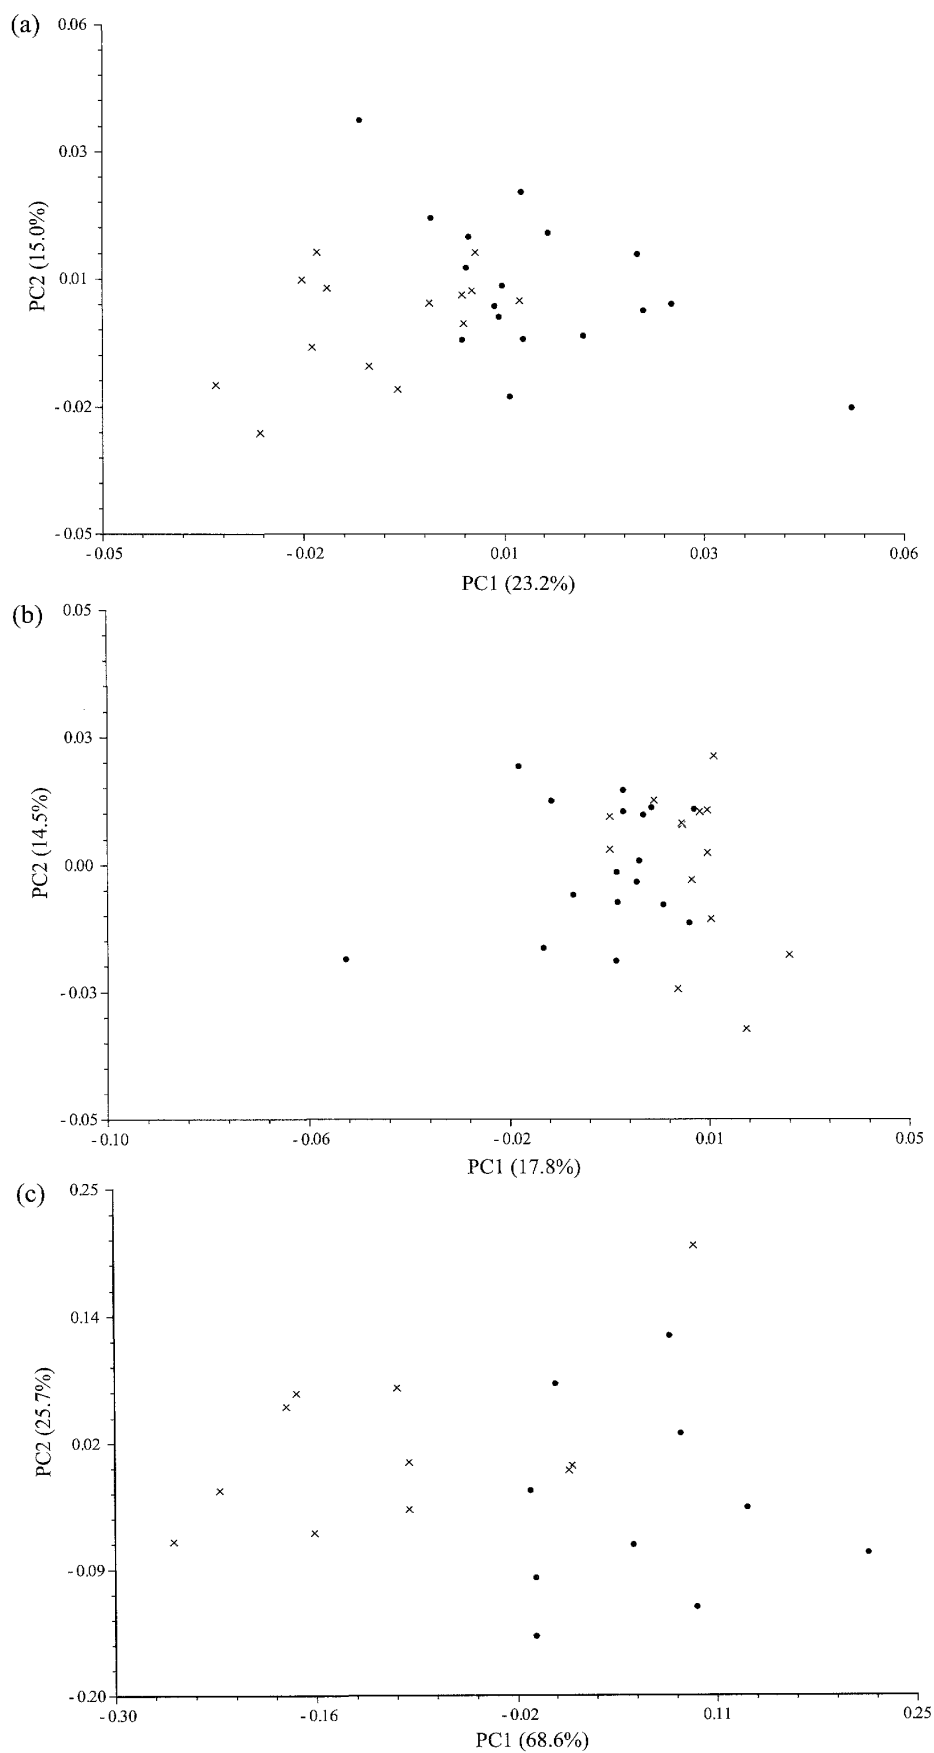 (a)
0.06
0.03
0.01
-0.02
-0.05
PC2 (15.0%)
-0.05 -0.02 0.01 0.03 0.06
PC1 (23.2%)
(b)
0.05
0.03
0.00
-0.03
-0.05
PC2 (14.5%)
-0.10 -0.06 -0.02 0.01 0.05
PC1 (17.8%)
(c)
0.25
0.14
0.02
-0.09
-0.20
PC2 (25.7%)
-0.30 -0.16 -0.02 0.11 0.25
PC1 (68.6%)